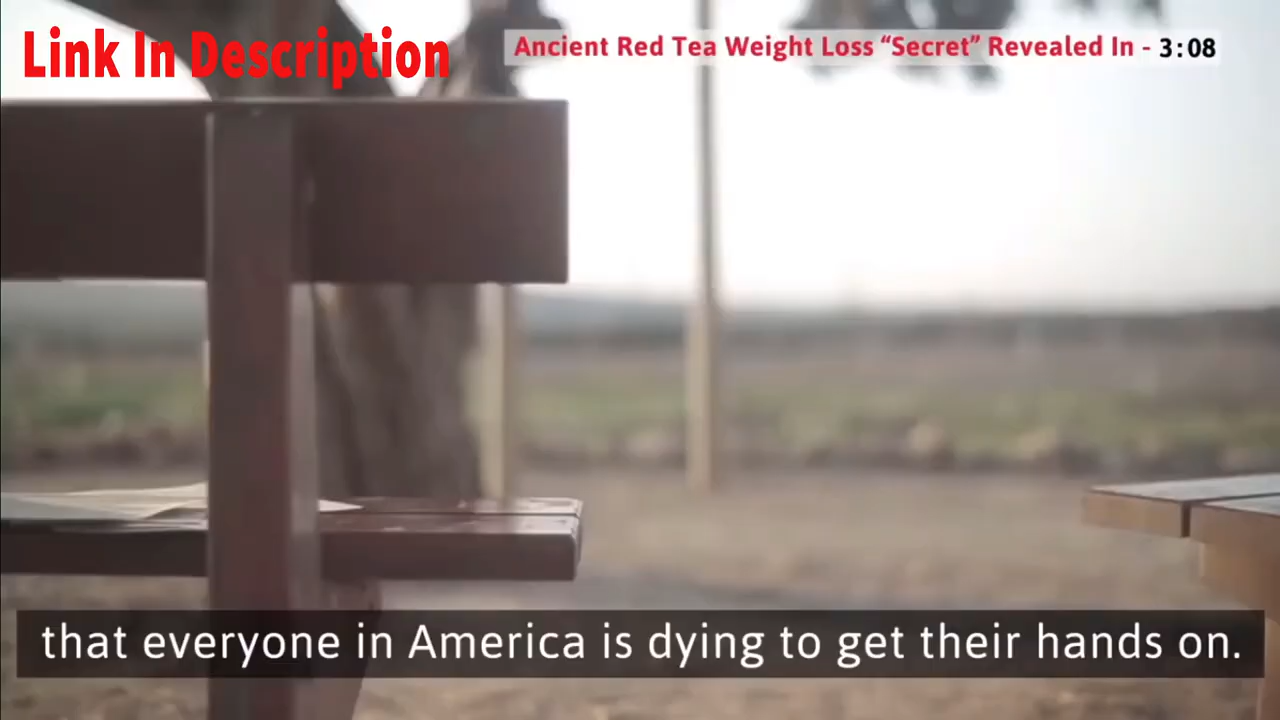 Link In Description
Ancient Red Tea Weight Loss “Secret” Revealed In - 3:08
that everyone in America is dying to get their hands on.